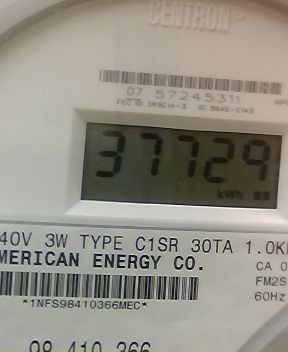 CENTRON®
07 57245311
37729
kWh
40V 3W TYPE C1SR 30TA 1.0K
MERICAN ENERGY CO.
CA 0
FM2S
*1NFS98410366MEC*
60Hz
98 410 366